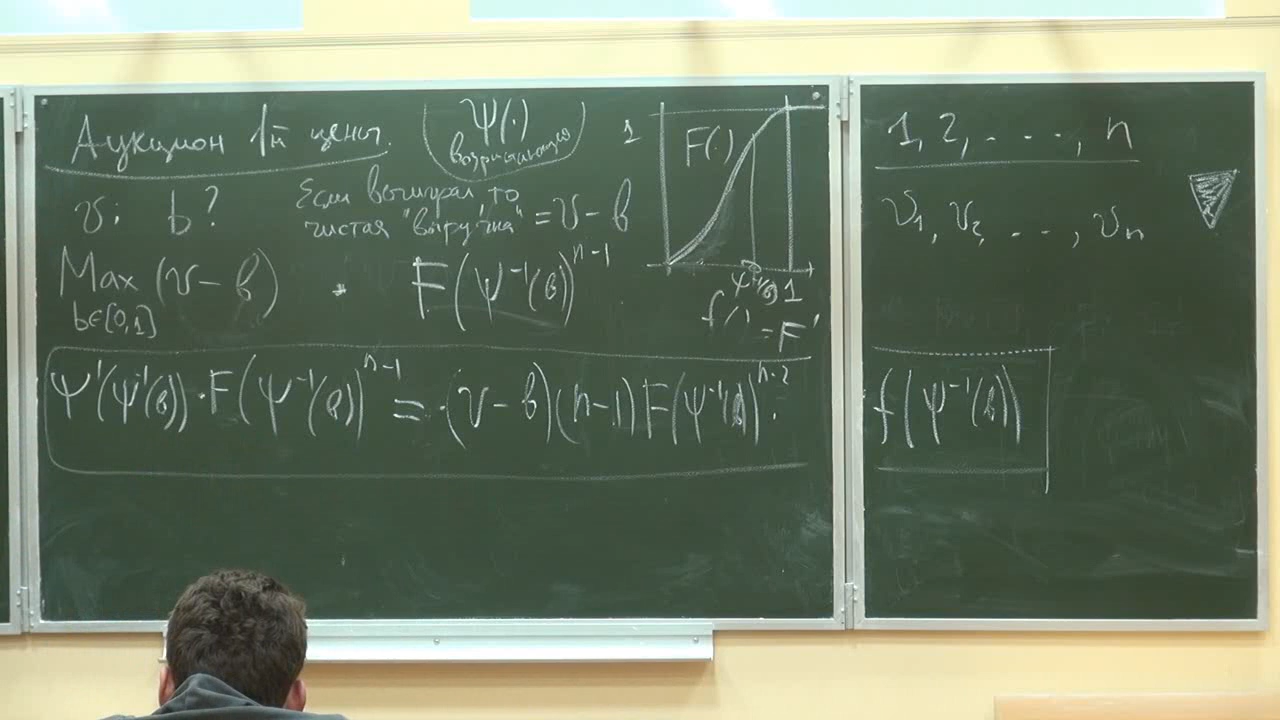 Аукцион 1й цены.
Ψ(·)
возрастающая
v; b?
Если выиграл, то
чистая "выручка" = v − b
Max (v − b) · F(Ψ⁻¹(b))ⁿ⁻¹
b∈[0,1]
1
F(·)
Ψ⁻¹(b) 1
f(·) = F'
Ψ'(Ψ⁻¹(b)) · F(Ψ⁻¹(b))ⁿ⁻¹ = (v − b)(n−1)F(Ψ⁻¹(b))ⁿ⁻² · f(Ψ⁻¹(b))
1, 2, . . . , n
v₁, v₂, . . . , vₙ